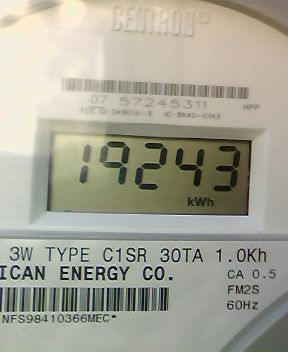 CENTRON®
07 57245311 HPP
19243
kWh
3W TYPE C1SR 30TA 1.0Kh
ICAN ENERGY CO.
CA 0.5
FM2S
60Hz
NFS98410366MEC*